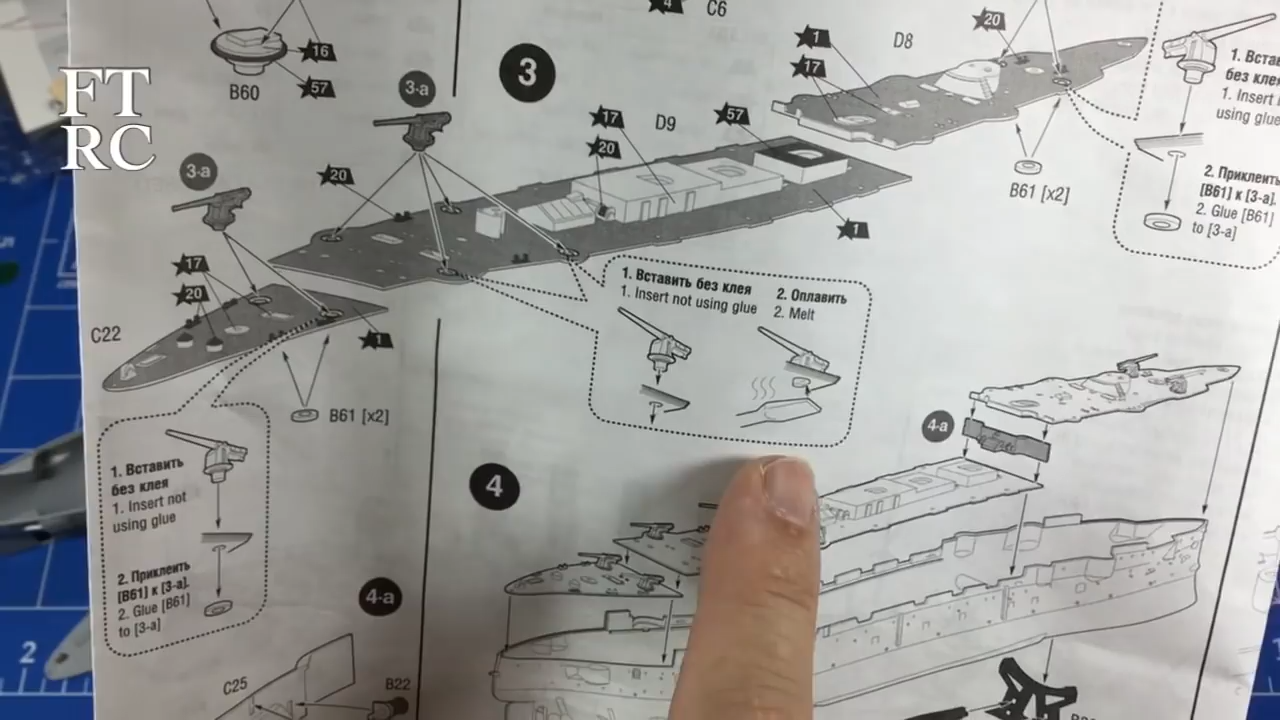 FT
RC
16
57
B60
3-a
3
4
C6
1
17
D8
20
1. Insert
using glue
2. Приклеить
[B61] к [3-a].
2. Glue [B61]
to [3-a]
B61 [x2]
17
20
D9
57
1
20
3-a
17
20
C22
1
B61 [x2]
1. Вставить без клея
1. Insert not using glue
2. Оплавить
2. Melt
1. Вставить
без клея
1. Insert not
using glue
2. Приклеить
[B61] к [3-a].
2. Glue [B61]
to [3-a]
4
4-a
4-a
C25
B22
2